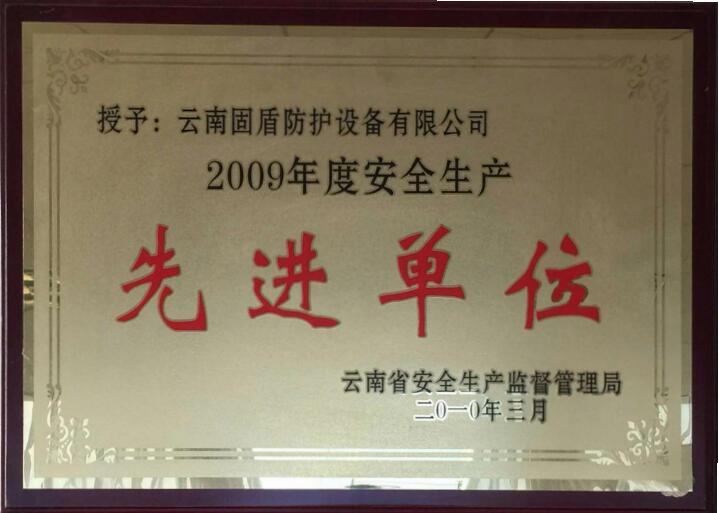 授予：云南固盾防护设备有限公司
2009年度安全生产
先进单位
云南省安全生产监督管理局
二〇一〇年三月